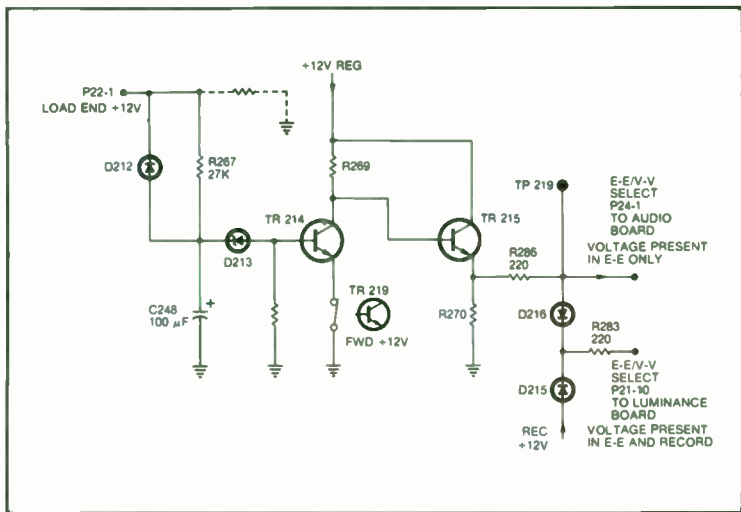 +12V REG
P22-1
LOAD END +12V
D212
R267
27K
R269
TR 214
D213
C248
100 µF
+
TR 219
FWD +12V
TR 215
R270
R286
220
TP 219
E-E/V-V
SELECT
P24-1
TO AUDIO
BOARD
VOLTAGE PRESENT
IN E-E ONLY
D216
R283
220
D215
E-E/V-V
SELECT
P21-10
TO LUMINANCE
BOARD
REC
+12V
VOLTAGE PRESENT
IN E-E AND RECORD